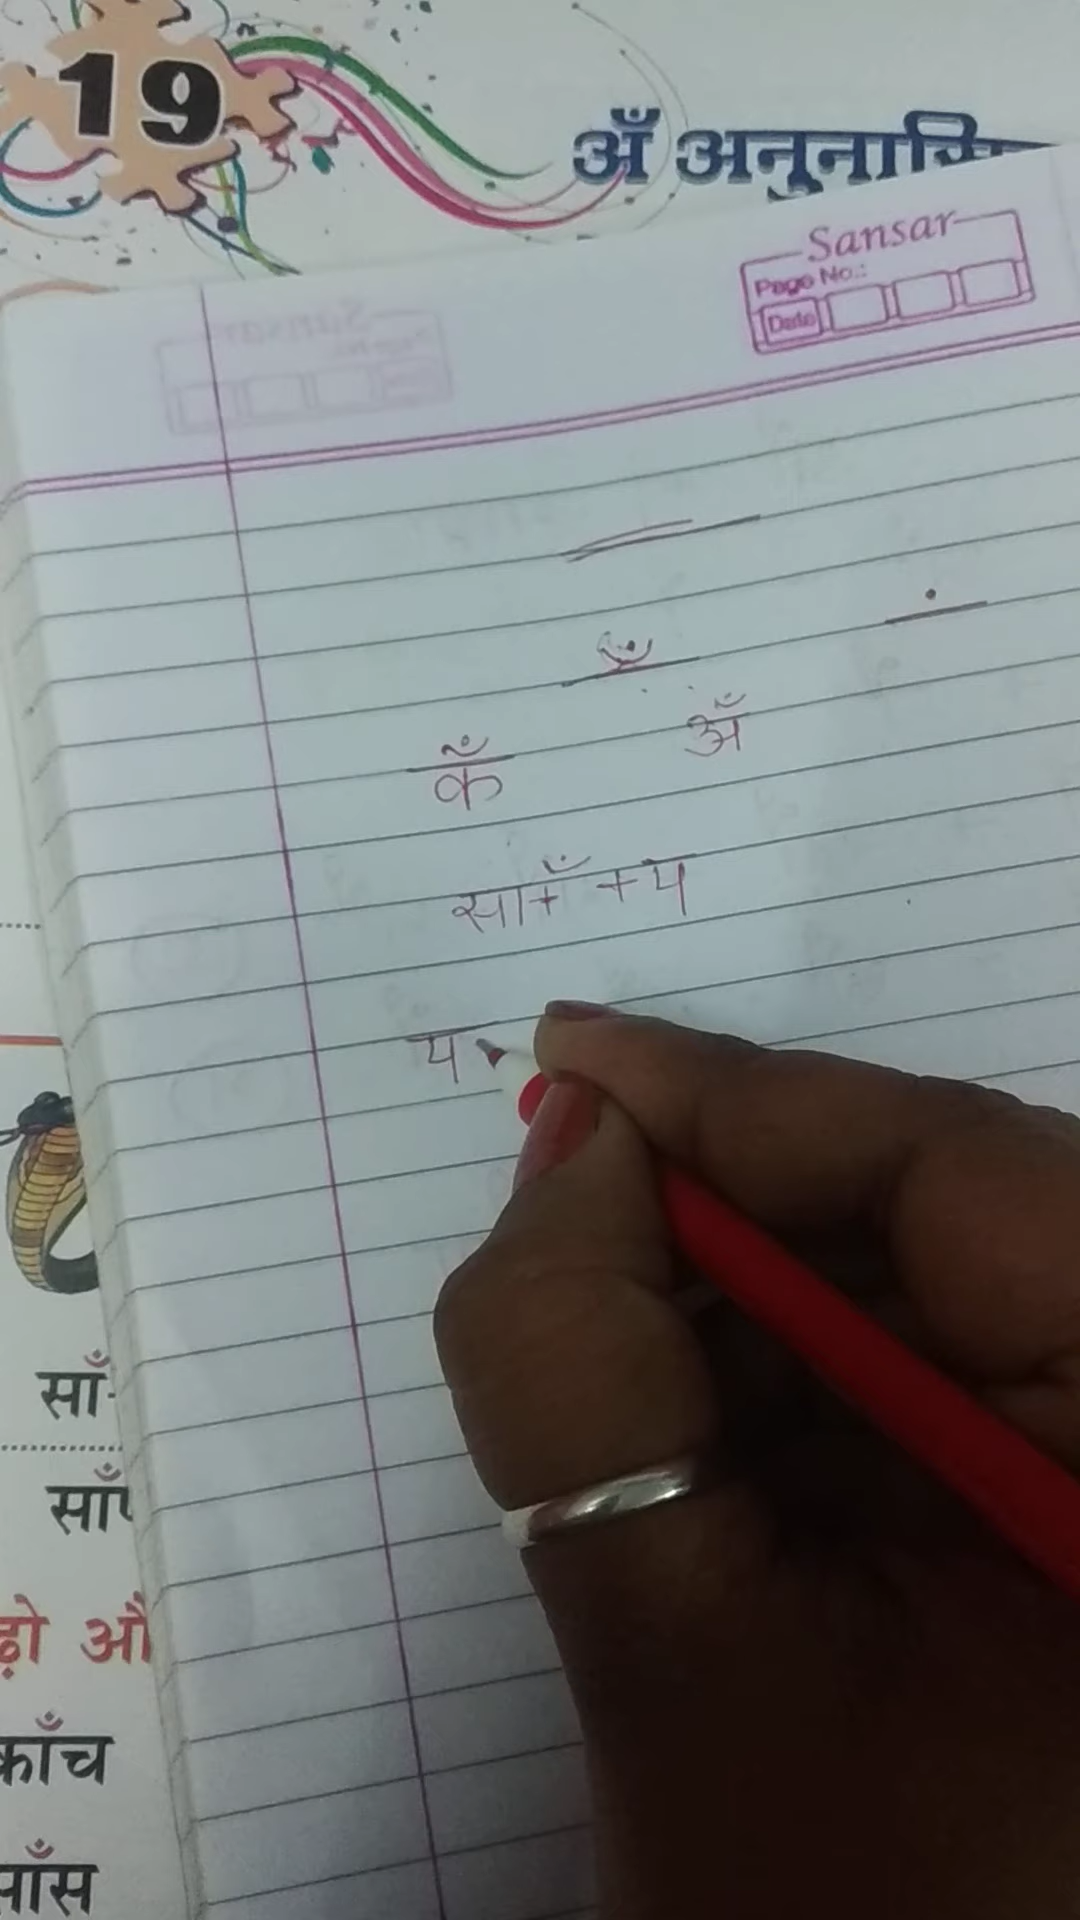 19
अँ अनुनासि
Sansar
Page No.:
Date
कँ
अँ
सा+ँ +प
प
साँ-
साँप
ढ़ो औ
काँच
साँस